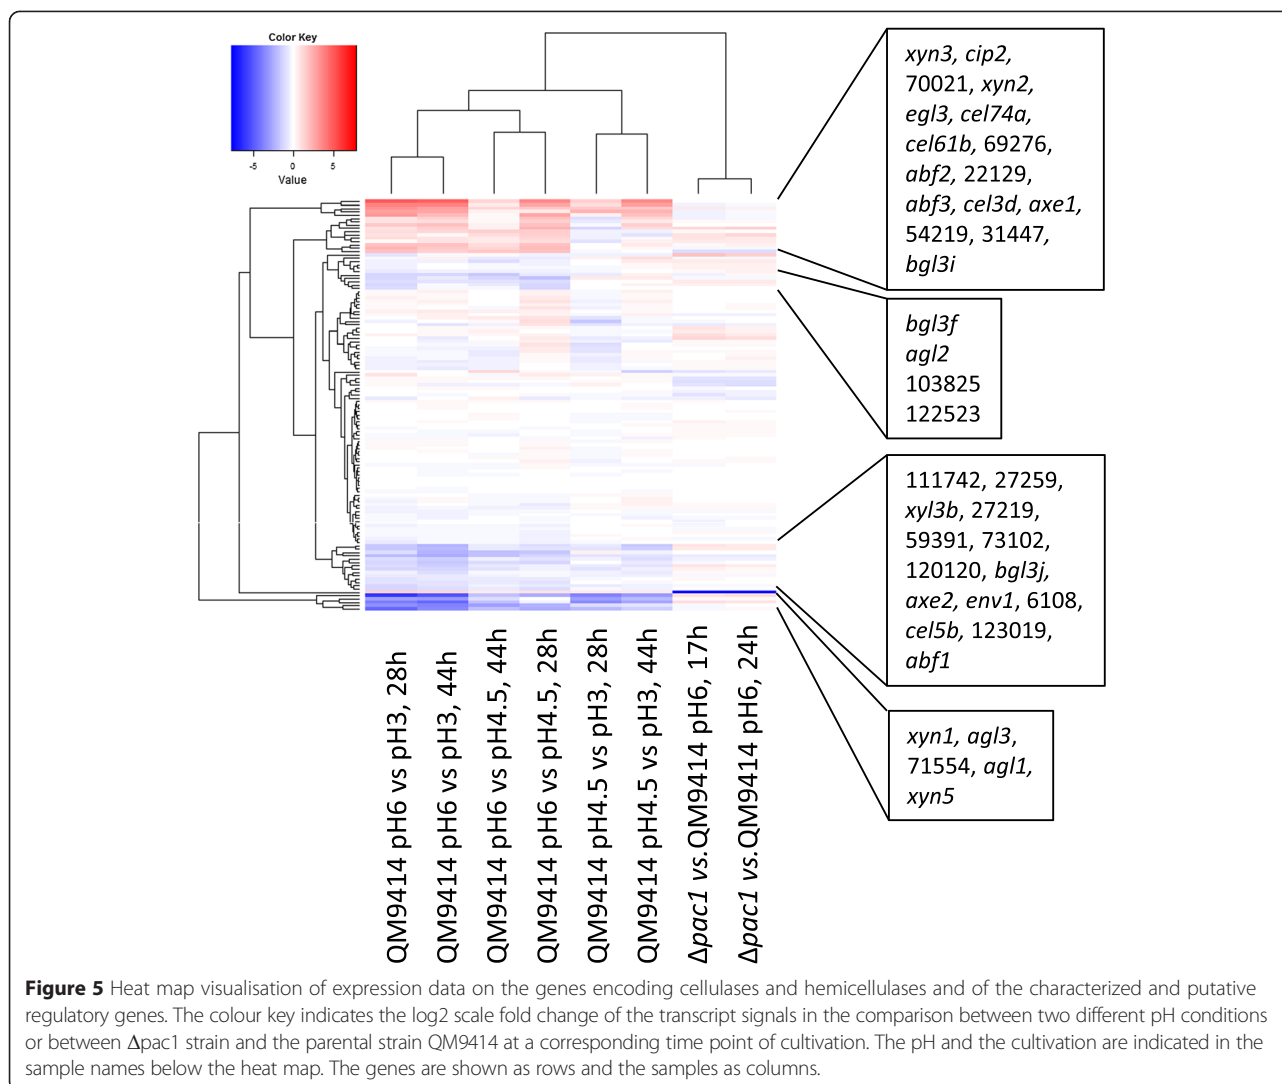 Color Key
-5 0 5
Value
xyn3, cip2,
70021, xyn2,
egl3, cel74a,
cel61b, 69276,
abf2, 22129,
abf3, cel3d, axe1,
54219, 31447,
bgl3i
bgl3f
agl2
103825
122523
111742, 27259,
xyl3b, 27219,
59391, 73102,
120120, bgl3j,
axe2, env1, 6108,
cel5b, 123019,
abf1
xyn1, agl3,
71554, agl1,
xyn5
QM9414 pH6 vs pH3, 28h
QM9414 pH6 vs pH3, 44h
QM9414 pH6 vs pH4.5, 44h
QM9414 pH6 vs pH4.5, 28h
QM9414 pH4.5 vs pH3, 28h
QM9414 pH4.5 vs pH3, 44h
Δpac1 vs.QM9414 pH6, 17h
Δpac1 vs.QM9414 pH6, 24h
Figure 5 Heat map visualisation of expression data on the genes encoding cellulases and hemicellulases and of the characterized and putative
regulatory genes. The colour key indicates the log2 scale fold change of the transcript signals in the comparison between two different pH conditions
or between Δpac1 strain and the parental strain QM9414 at a corresponding time point of cultivation. The pH and the cultivation are indicated in the
sample names below the heat map. The genes are shown as rows and the samples as columns.